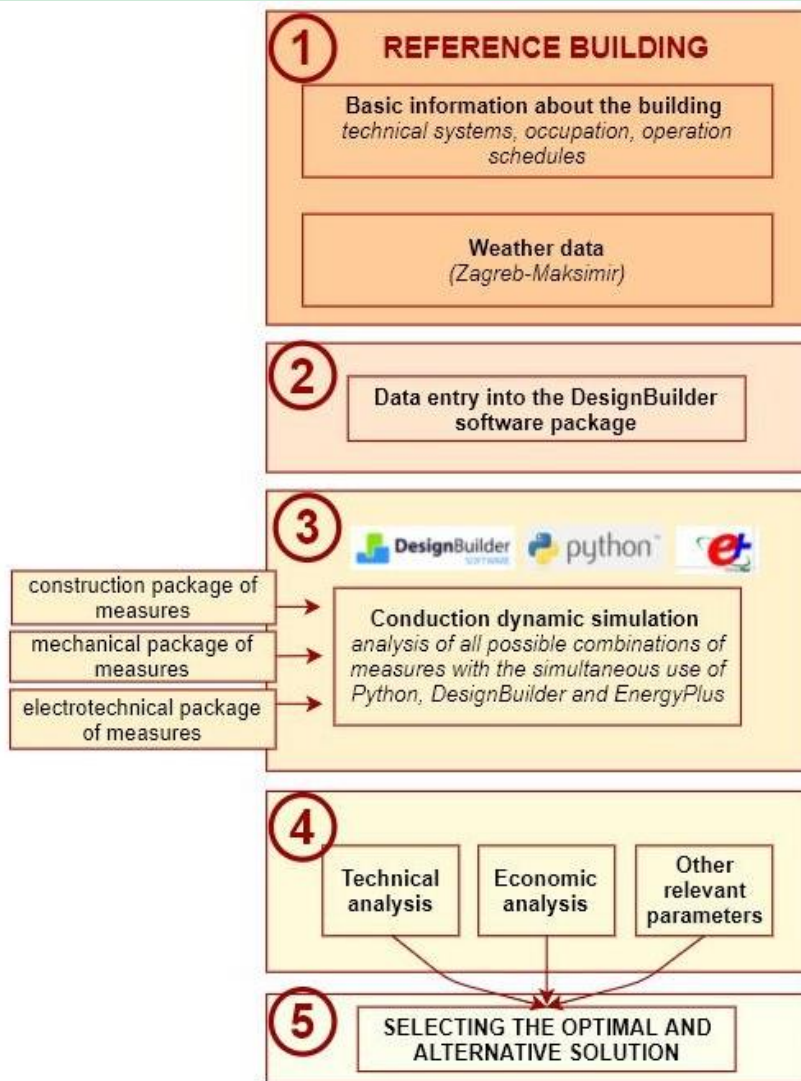 1
REFERENCE BUILDING
Basic information about the building
technical systems, occupation, operation
schedules
Weather data
(Zagreb-Maksimir)
2
Data entry into the DesignBuilder
software package
3
DesignBuilder
SOFTWARE
python™
e+
construction package of
measures
mechanical package of
measures
electrotechnical package
of measures
Conduction dynamic simulation
analysis of all possible combinations of
measures with the simultaneous use of
Python, DesignBuilder and EnergyPlus
4
Technical
analysis
Economic
analysis
Other
relevant
parameters
5
SELECTING THE OPTIMAL AND
ALTERNATIVE SOLUTION